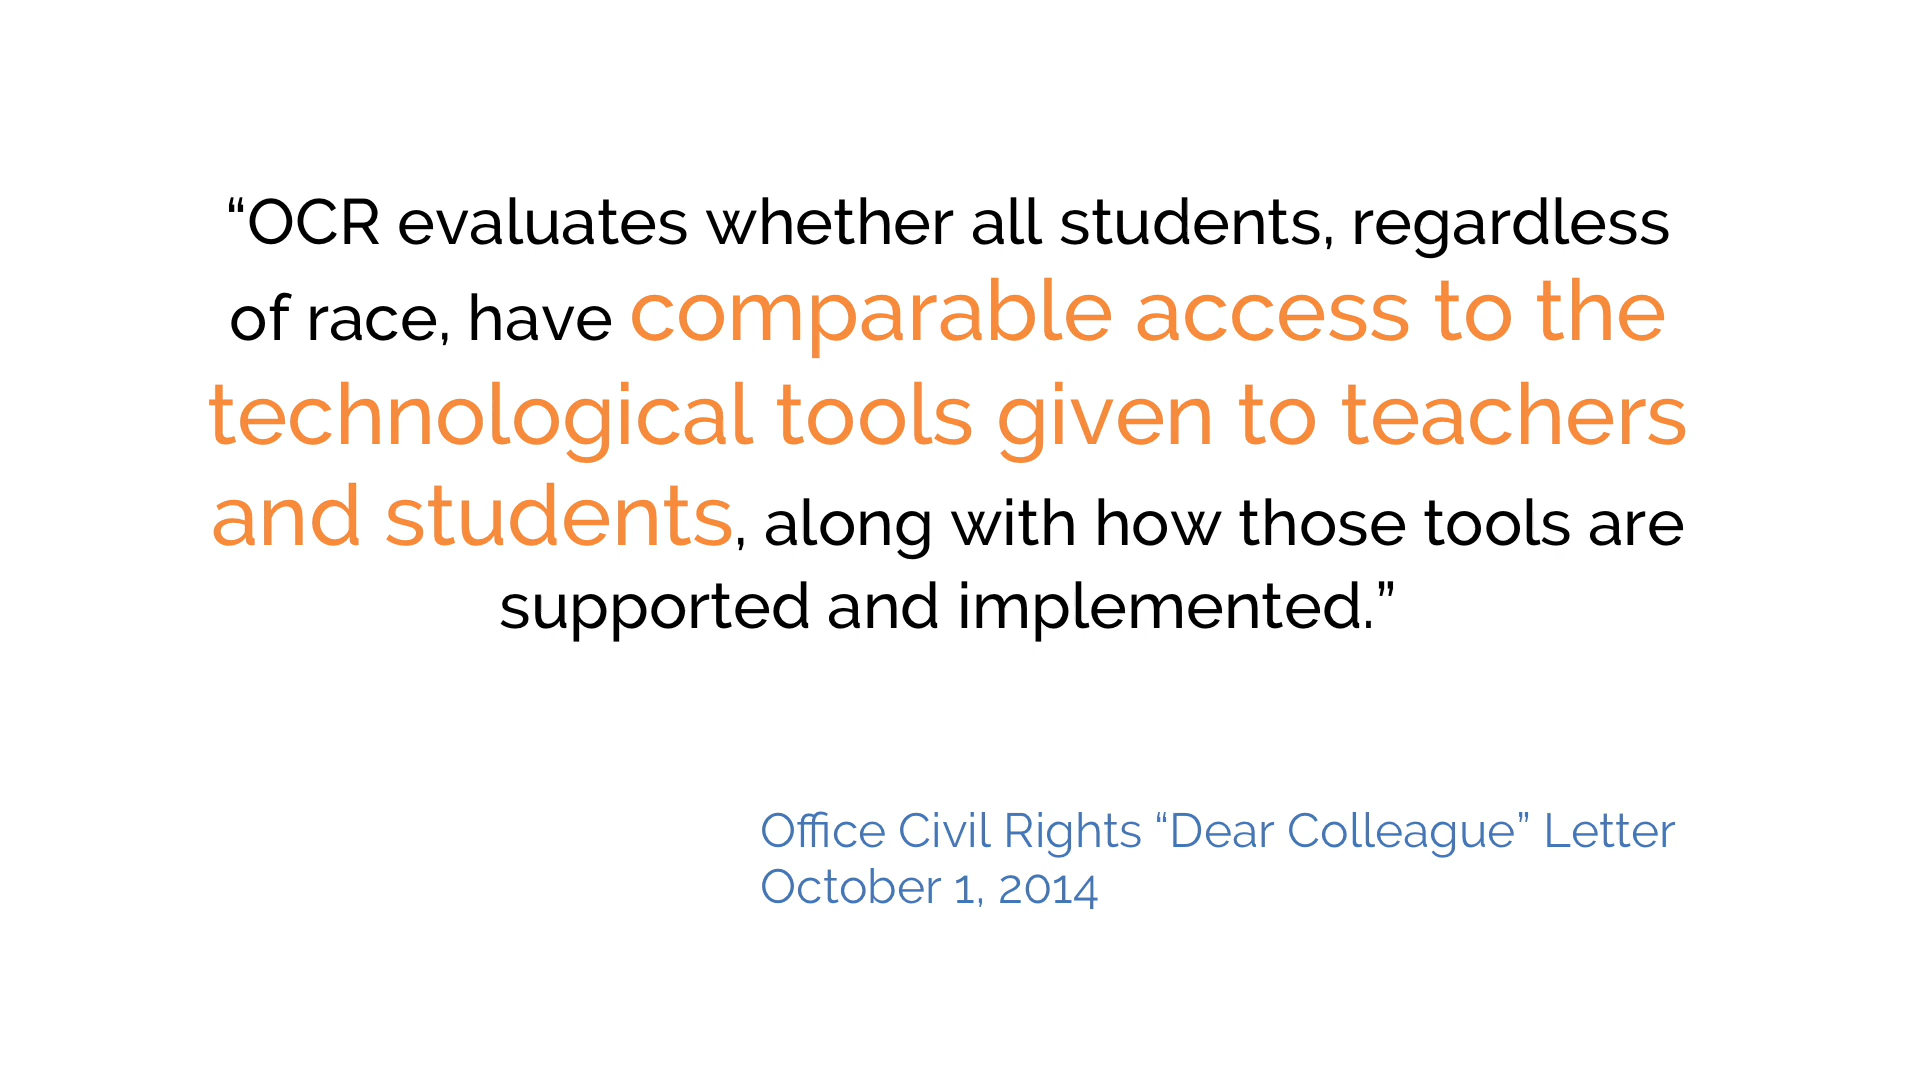 “OCR evaluates whether all students, regardless
of race, have comparable access to the
technological tools given to teachers
and students, along with how those tools are
supported and implemented.”
Office Civil Rights “Dear Colleague” Letter
October 1, 2014